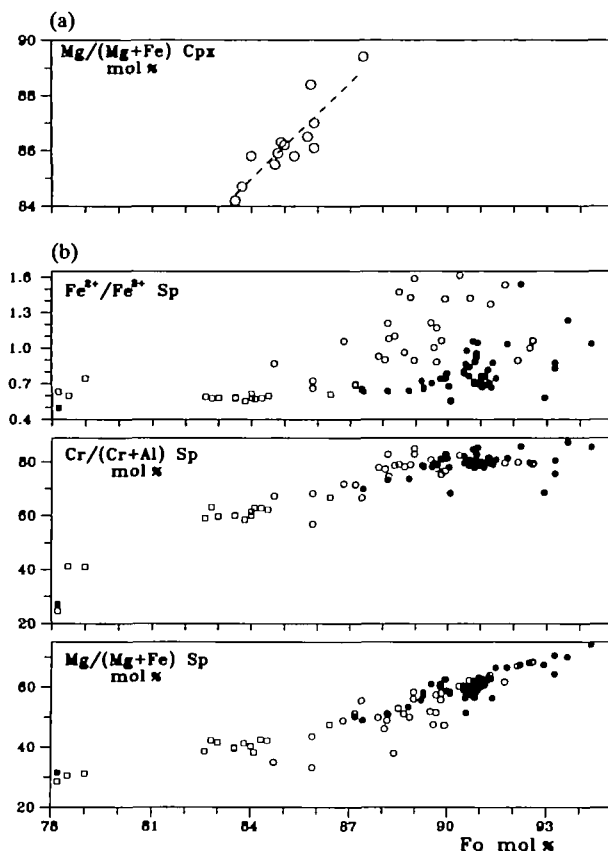 (a)
90
Mg/(Mg+Fe) Cpx
mol %
88
86
84
(b)
1.6
Fe²⁺/Fe²⁺ Sp
1.3
1.0
0.7
0.4
Cr/(Cr+Al) Sp
80
mol %
60
40
20
Mg/(Mg+Fe) Sp
mol %
60
40
20
78 81 84 87 90 93
Fo mol %